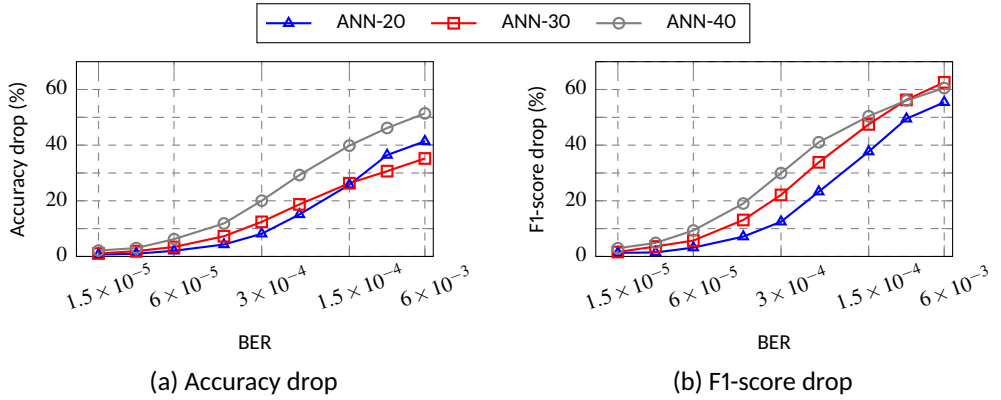 ANN-20 ANN-30 ANN-40
Accuracy drop (%)
60
40
20
0
1.5 × 10⁻⁵ 6 × 10⁻⁵ 3 × 10⁻⁴ 1.5 × 10⁻⁴ 6 × 10⁻³
BER
(a) Accuracy drop
F1-score drop (%)
60
40
20
0
1.5 × 10⁻⁵ 6 × 10⁻⁵ 3 × 10⁻⁴ 1.5 × 10⁻⁴ 6 × 10⁻³
BER
(b) F1-score drop